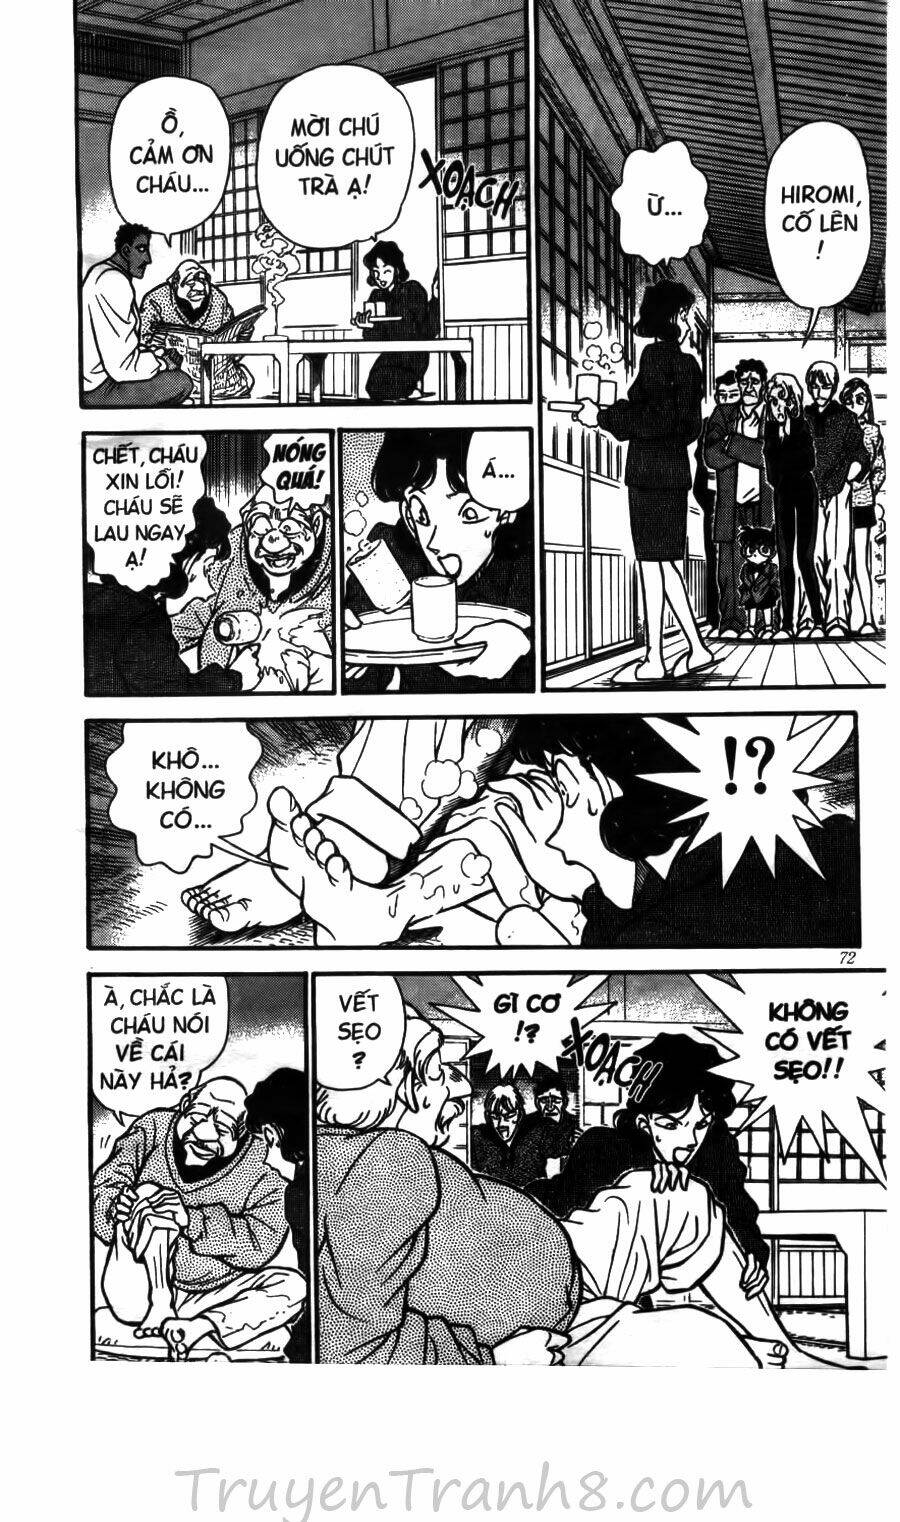 HIROMI,
CỐ LÊN
!
Ừ...
XOẠCH
MỜI CHÚ
UỐNG CHÚT
TRÀ Ạ!
Ồ,
CẢM ƠN
CHÁU...
Á...
NÓNG
QUÁ!
CHẾT, CHÁU
XIN LỖI!
CHÁU SẼ
LAU NGAY
Ạ!
!?
KHÔ...
KHÔNG
CÓ...
72
KHÔNG
CÓ VẾT
SẸO!!
XOẠCH
GÌ CƠ
!?
VẾT
SẸO
?
À, CHẮC LÀ
CHÁU NÓI
VỀ CÁI
NÀY HẢ?
TruyenTranh8.com